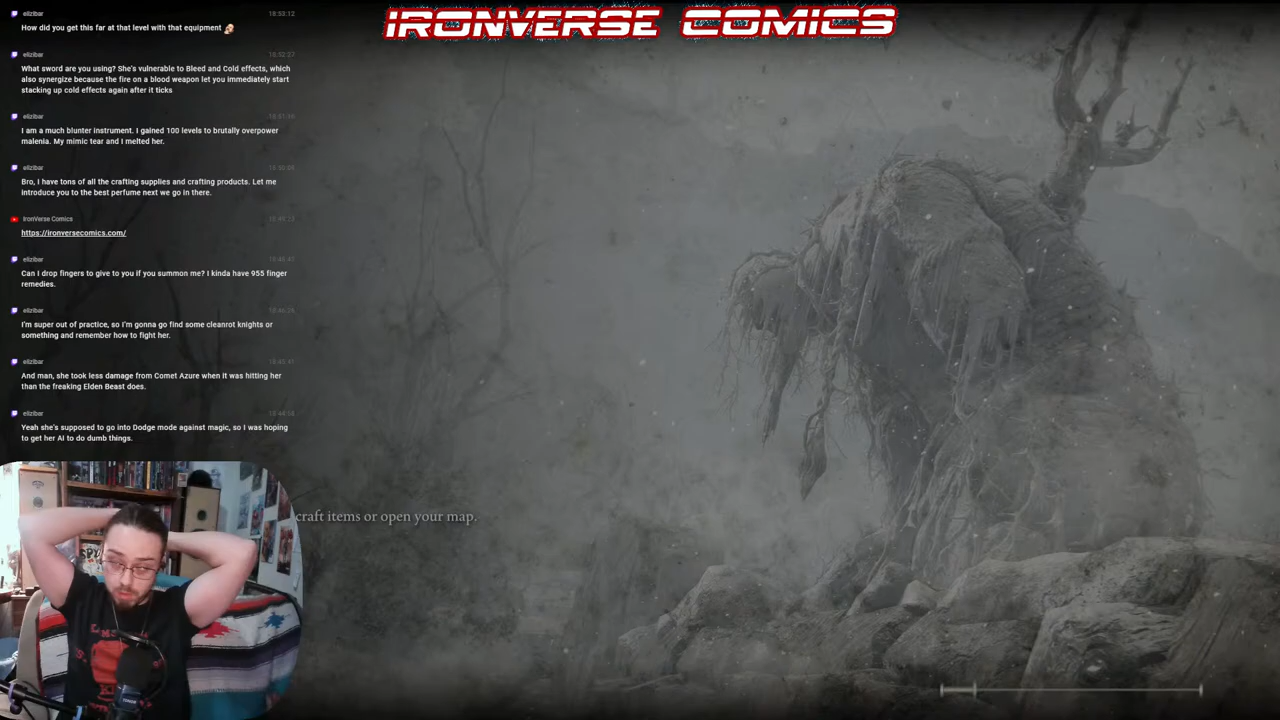 IRONVERSE COMICS
elizibar 18:53:12
How did you get this far at that level with that equipment
elizibar 18:52:27
What sword are you using? She's vulnerable to Bleed and Cold effects, which
also synergize because the fire on a blood weapon let you immediately start
stacking up cold effects again after it ticks
elizibar
I am a much blunter instrument. I gained 100 levels to brutally overpower
malenia. My mimic tear and I melted her.
elizibar
Bro, I have tons of all the crafting supplies and crafting products. Let me
introduce you to the best perfume next we go in there.
IronVerse Comics
https://ironversecomics.com/
elizibar
Can I drop fingers to give to you if you summon me? I kinda have 955 finger
remedies.
elizibar
I'm super out of practice, so I'm gonna go find some cleanrot knights or
something and remember how to fight her.
elizibar
And man, she took less damage from Comet Azure when it was hitting her
than the freaking Elden Beast does.
elizibar
Yeah she's supposed to go into Dodge mode against magic, so I was hoping
to get her AI to do dumb things.
craft items or open your map.